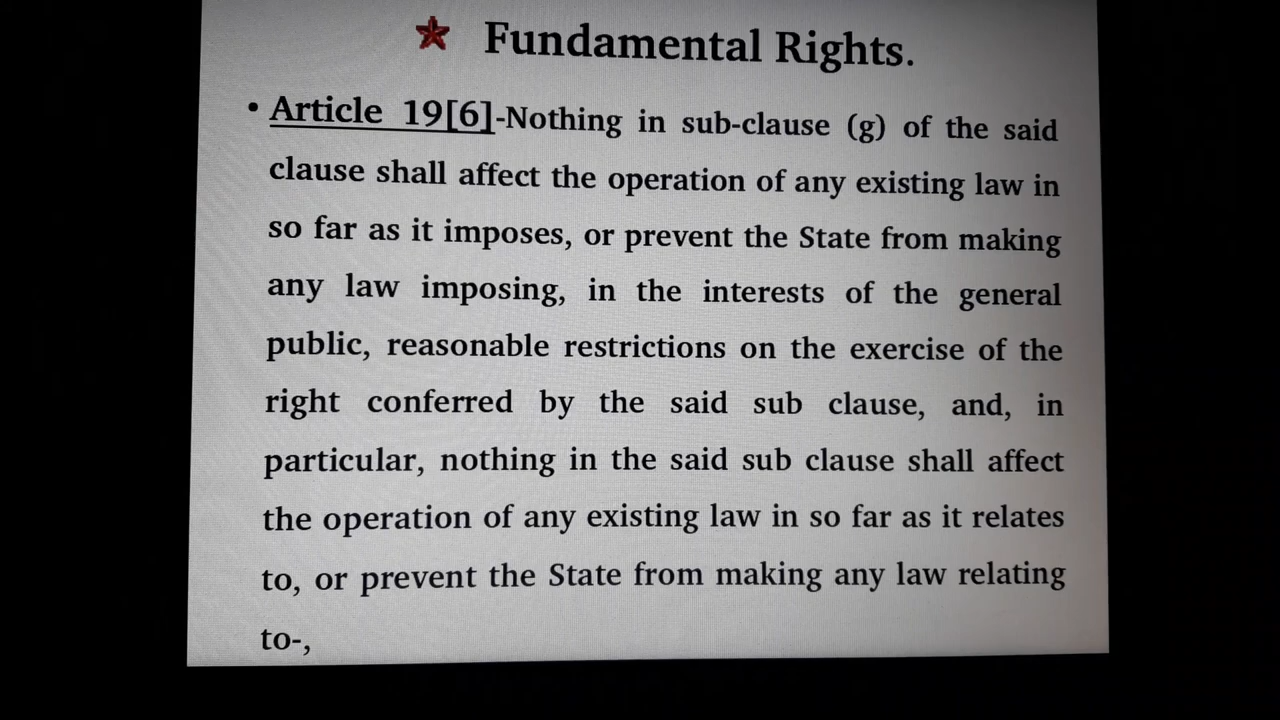 Fundamental Rights.
• Article 19[6]-Nothing in sub-clause (g) of the said
clause shall affect the operation of any existing law in
so far as it imposes, or prevent the State from making
any law imposing, in the interests of the general
public, reasonable restrictions on the exercise of the
right conferred by the said sub clause, and, in
particular, nothing in the said sub clause shall affect
the operation of any existing law in so far as it relates
to, or prevent the State from making any law relating
to-,